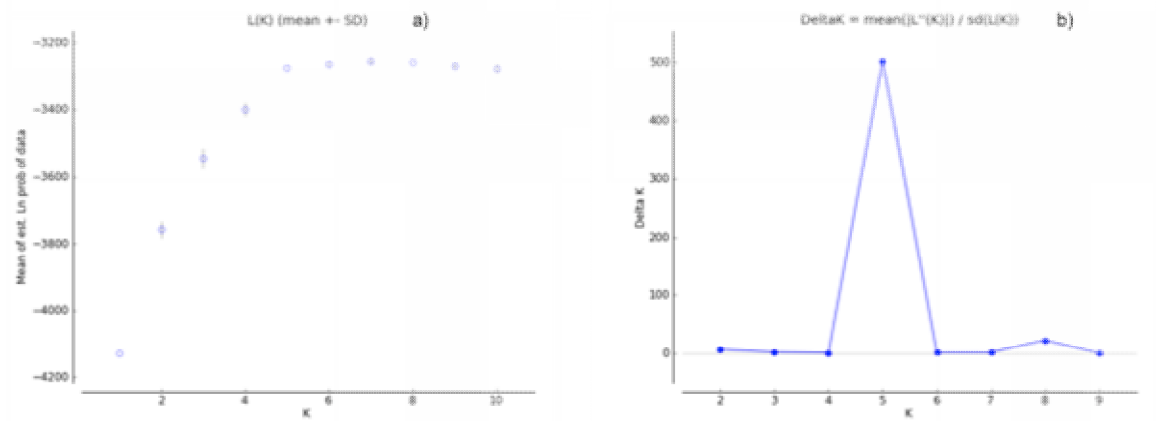 L(K) (mean +- SD) a)
−3200
−3400
−3600
−3800
−4000
−4200
Mean of est. Ln prob of data
2 4 6 8 10
K
DeltaK = mean(|L''(K)|) / sd(L(K)) b)
500
400
300
200
100
0
Delta K
2 3 4 5 6 7 8 9
K